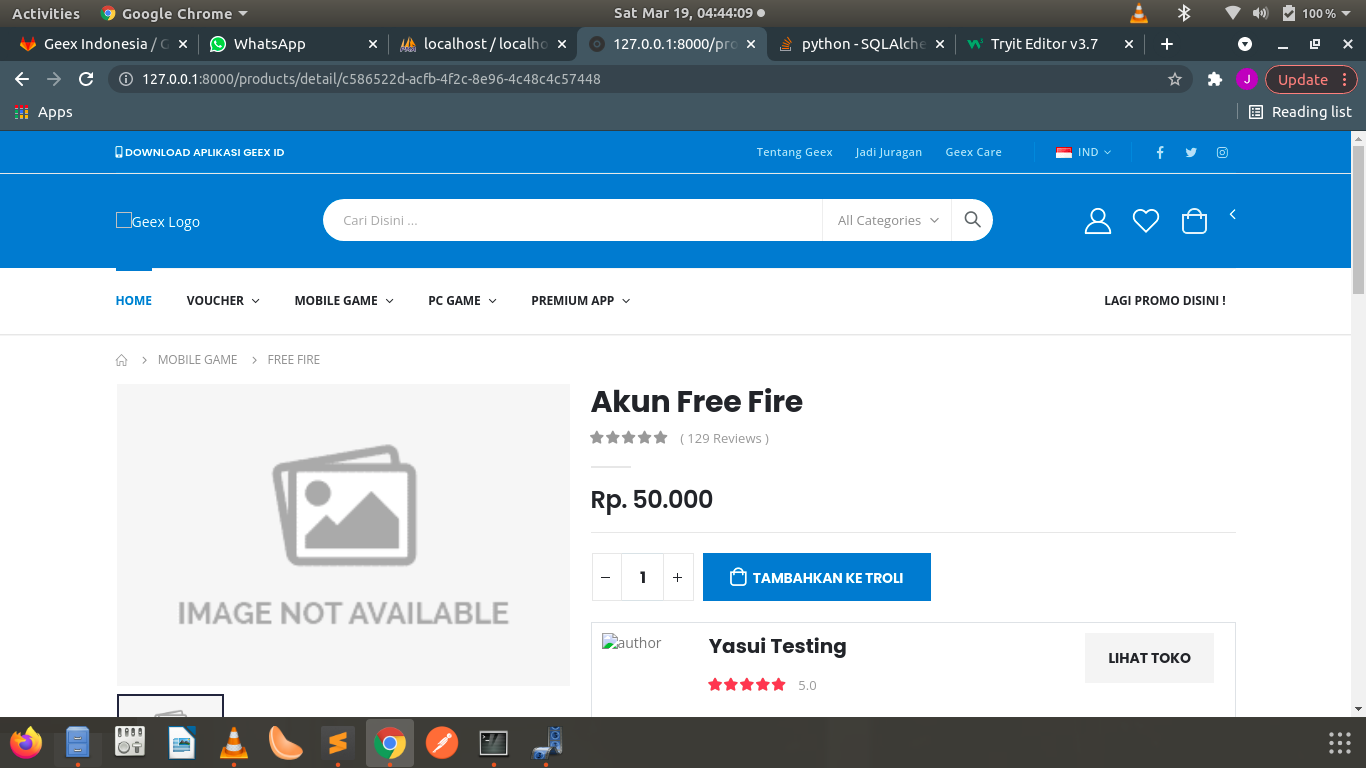 Activities Google Chrome Sat Mar 19, 04:44:09 100 %
Geex Indonesia / G WhatsApp localhost / localho 127.0.0.1:8000/pro python - SQLAlche Tryit Editor v3.7
127.0.0.1:8000/products/detail/c586522d-acfb-4f2c-8e96-4c48c4c57448 J Update
Apps Reading list
DOWNLOAD APLIKASI GEEX ID Tentang Geex Jadi Juragan Geex Care IND
Geex Logo Cari Disini ... All Categories
HOME VOUCHER MOBILE GAME PC GAME PREMIUM APP LAGI PROMO DISINI !
MOBILE GAME FREE FIRE
IMAGE NOT AVAILABLE
Akun Free Fire
( 129 Reviews )
Rp. 50.000
− 1 + TAMBAHKAN KE TROLI
author Yasui Testing LIHAT TOKO
5.0